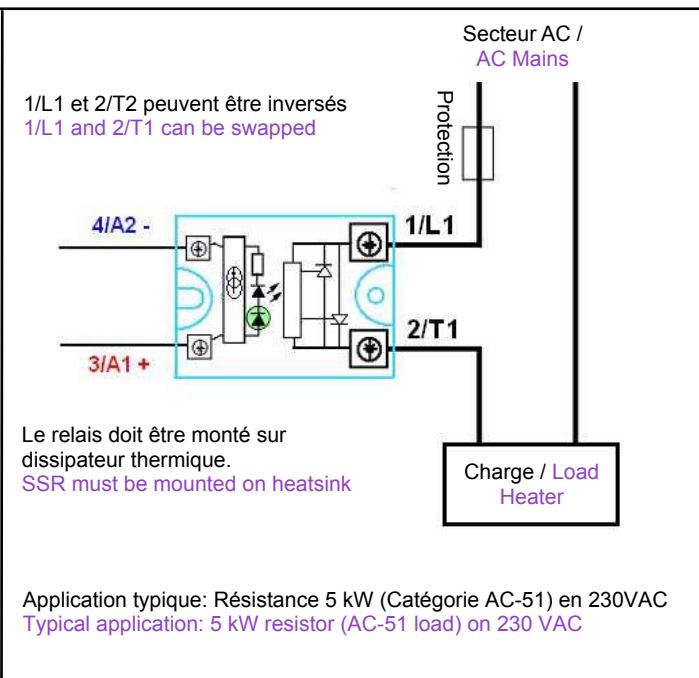 Secteur AC /
AC Mains
1/L1 et 2/T2 peuvent être inversés
1/L1 and 2/T1 can be swapped
Protection
4/A2 -
1/L1
3/A1 +
2/T1
Le relais doit être monté sur
dissipateur thermique.
SSR must be mounted on heatsink
Charge / Load
Heater
Application typique: Résistance 5 kW (Catégorie AC-51) en 230VAC
Typical application: 5 kW resistor (AC-51 load) on 230 VAC